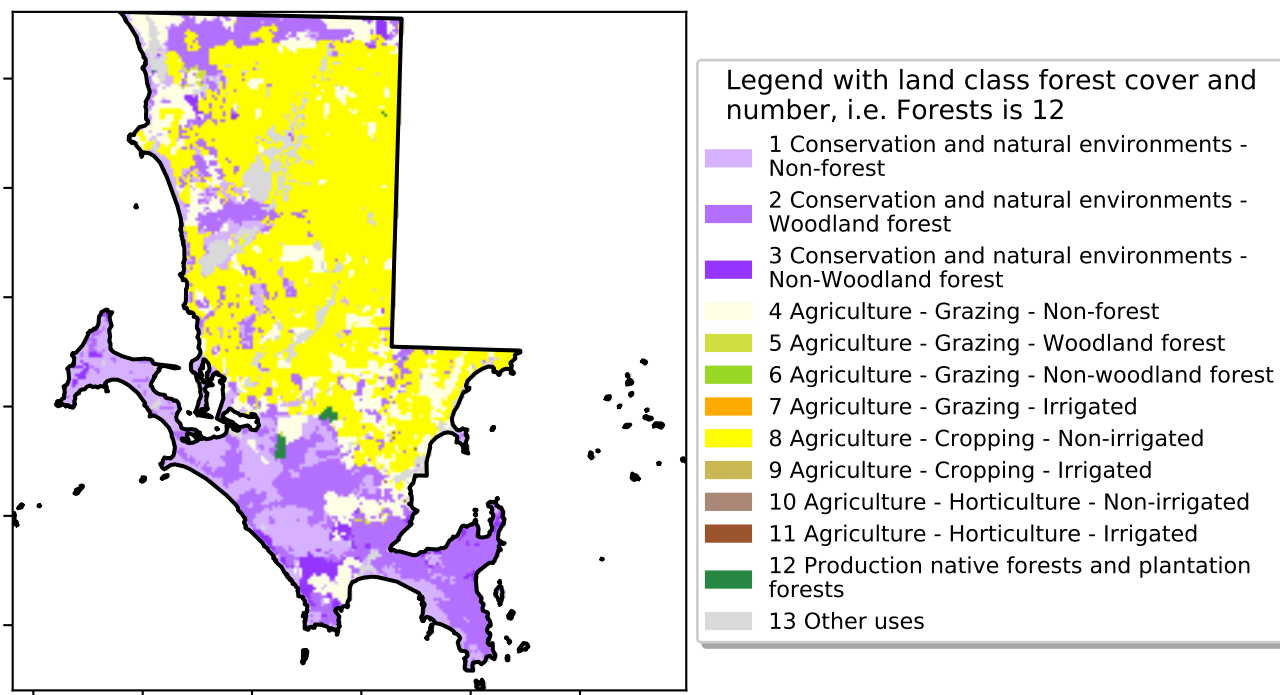 Legend with land class forest cover and
number, i.e. Forests is 12
1 Conservation and natural environments -
Non-forest
2 Conservation and natural environments -
Woodland forest
3 Conservation and natural environments -
Non-Woodland forest
4 Agriculture - Grazing - Non-forest
5 Agriculture - Grazing - Woodland forest
6 Agriculture - Grazing - Non-woodland forest
7 Agriculture - Grazing - Irrigated
8 Agriculture - Cropping - Non-irrigated
9 Agriculture - Cropping - Irrigated
10 Agriculture - Horticulture - Non-irrigated
11 Agriculture - Horticulture - Irrigated
12 Production native forests and plantation
forests
13 Other uses